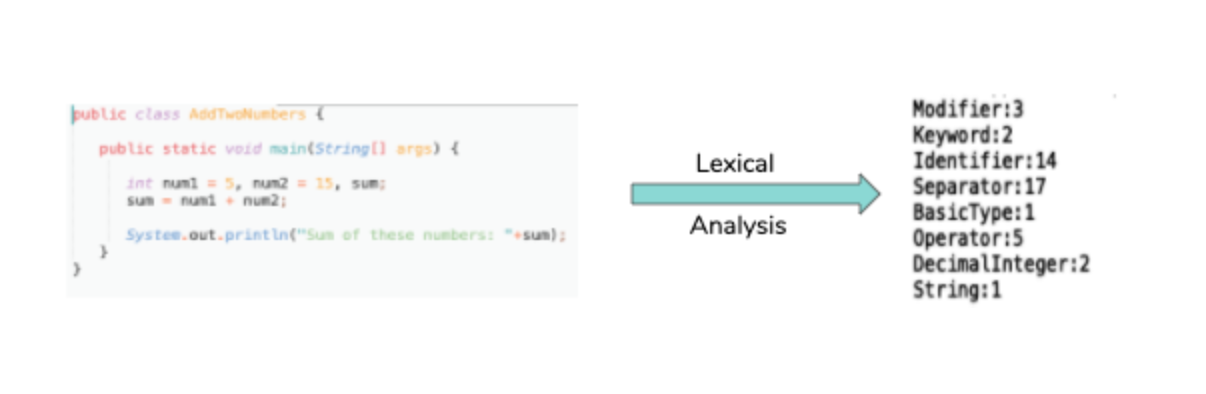 public class AddTwoNumbers {
public static void main(String[] args) {
int num1 = 5, num2 = 15, sum;
sum = num1 + num2;
System.out.println("Sum of these numbers: "+sum);
}
}
Lexical
Analysis
Modifier:3
Keyword:2
Identifier:14
Separator:17
BasicType:1
Operator:5
DecimalInteger:2
String:1